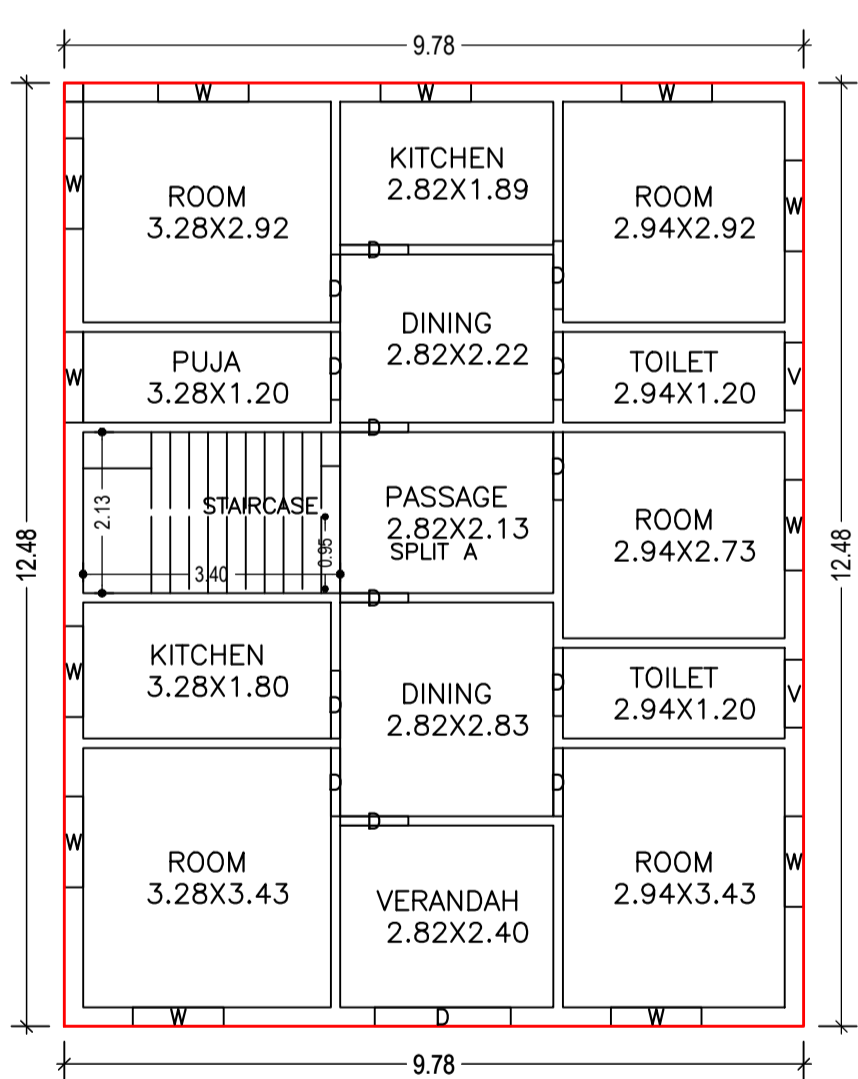 9.78
W W W
KITCHEN
2.82X1.89
W
ROOM
3.28X2.92
ROOM
2.94X2.92
W
D
D
D
DINING
2.82X2.22
PUJA
3.28X1.20
W
D
D
TOILET
2.94X1.20
V
D
D
PASSAGE
2.82X2.13
SPLIT A
STAIRCASE
2.13
0.95
3.40
ROOM
2.94X2.73
W
12.48
12.48
D
KITCHEN
3.28X1.80
W
D
DINING
2.82X2.83
D
TOILET
2.94X1.20
V
D
D
D
ROOM
3.28X3.43
W
VERANDAH
2.82X2.40
ROOM
2.94X3.43
W
W D W
9.78